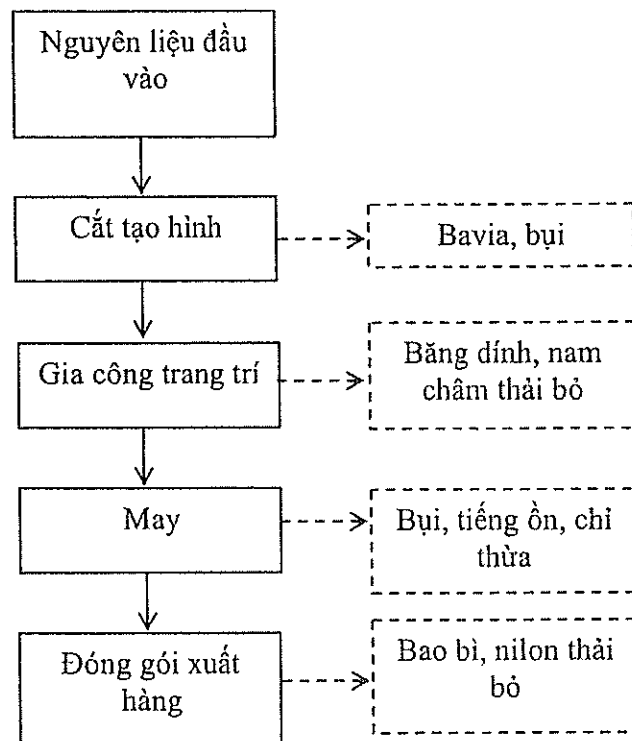 Nguyên liệu đầu
vào
Cắt tạo hình
Bavia, bụi
Gia công trang trí
Băng dính, nam
châm thải bỏ
May
Bụi, tiếng ồn, chỉ
thừa
Đóng gói xuất
hàng
Bao bì, nilon thải
bỏ